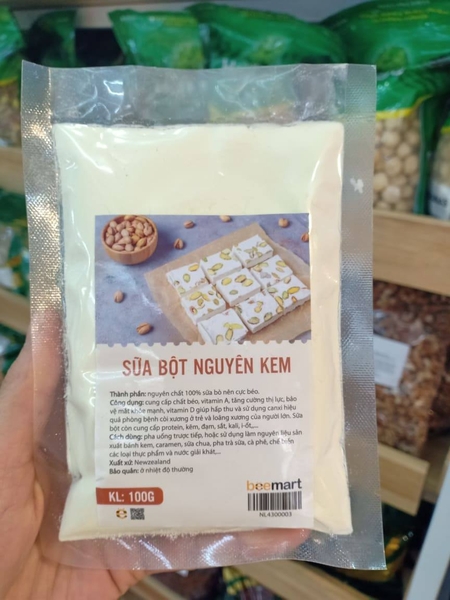 SỮA BỘT NGUYÊN KEM
Thành phần: nguyên chất 100% sữa bò nên cực béo.
Công dụng: cung cấp chất béo, vitamin A, tăng cường thị lực, bảo
vệ mắt khỏe mạnh, vitamin D giúp hấp thu và sử dụng canxi hiệu
quả phòng bệnh còi xương ở trẻ và loãng xương của người lớn. Sữa
bột còn cung cấp protein, kẽm, đạm, sắt, kali, i-ốt,...
Cách dùng: pha uống trực tiếp, hoặc sử dụng làm nguyên liệu sản
xuất bánh kem, caramen, sữa chua, pha trà sữa, cà phê, chế biến
các loại thực phẩm và nước giải khát,...
Xuất xứ: Newzealand
Bảo quản: ở nhiệt độ thường
KL: 100G
beemart
NL4300003